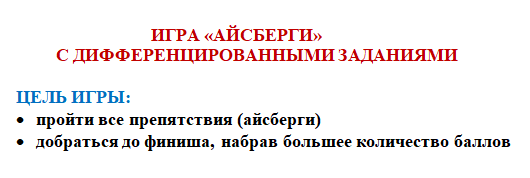 ИГРА «АЙСБЕРГИ»
С ДИФФЕРЕНЦИРОВАННЫМИ ЗАДАНИЯМИ
ЦЕЛЬ ИГРЫ:
• пройти все препятствия (айсберги)
• добраться до финиша, набрав большее количество баллов